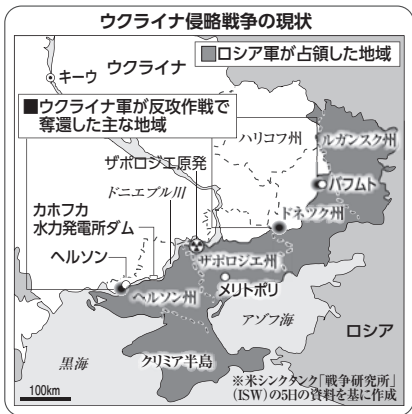 ウクライナ侵略戦争の現状
■ロシア軍が占領した地域
キーウ
ウクライナ
■ウクライナ軍が反攻作戦で
奪還した主な地域
ハリコフ州
ルガンスク州
ザポロジエ原発
ドニエプル川
バフムト
カホフカ
水力発電所ダム
ドネツク州
ヘルソン
ザポロジエ州
ヘルソン州
メリトポリ
アゾフ海
ロシア
黒海
クリミア半島
100km
※米シンクタンク「戦争研究所」
(ISW)の5日の資料を基に作成